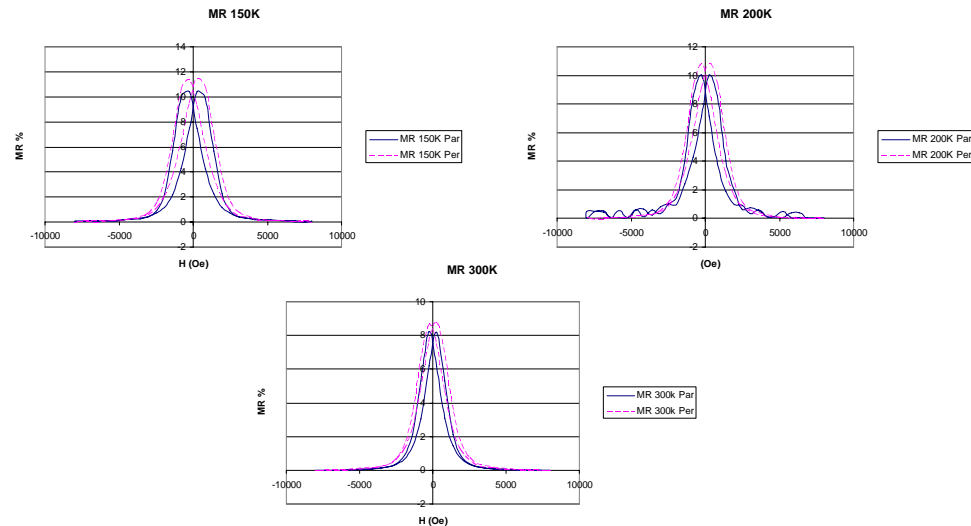 MR 150K
MR %
14
12
10
8
6
4
2
0
-2
-10000
-5000
0
5000
10000
H (Oe)
MR 150K Par
MR 150K Per
MR 200K
MR %
12
10
8
6
4
2
0
-2
-10000
-5000
0
5000
10000
(Oe)
MR 200K Par
MR 200K Per
MR 300K
MR %
10
8
6
4
2
0
-2
-10000
-5000
0
5000
10000
H (Oe)
MR 300k Par
MR 300k Per